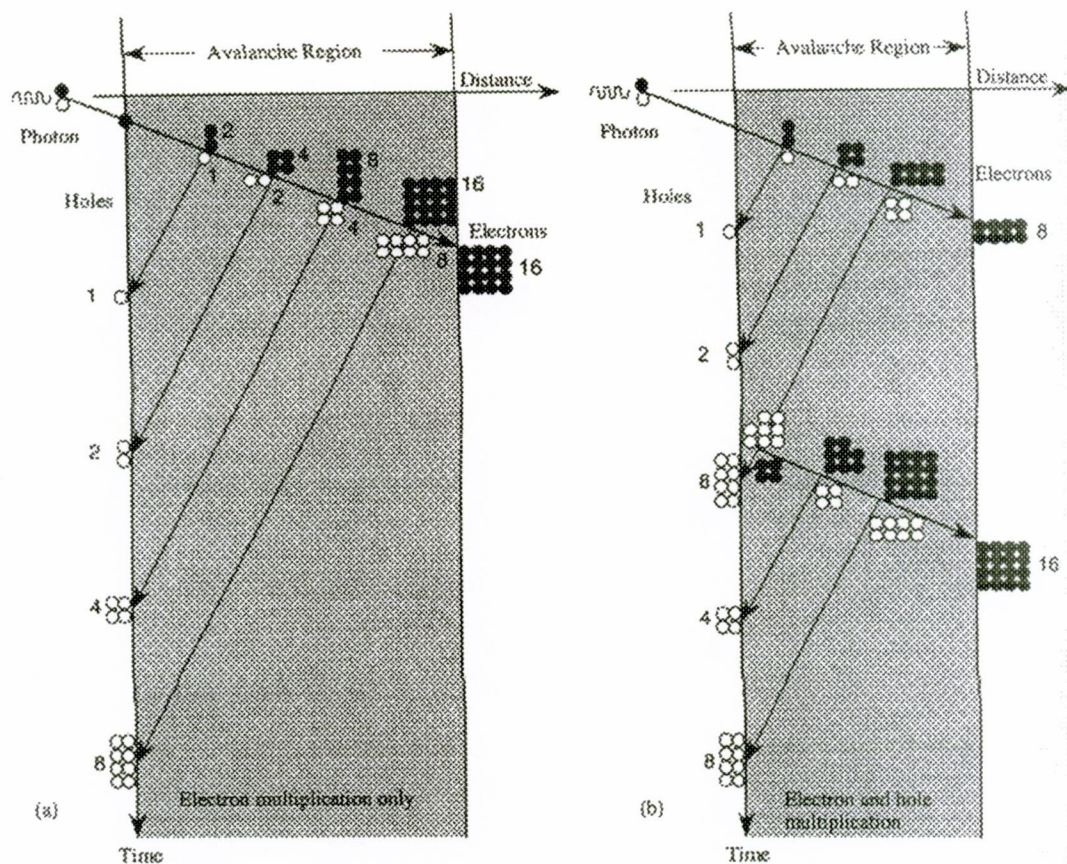 Avalanche Region
Distance
Photon
2
4
8
1
16
2
Holes
4
Electrons
8
16
1
2
4
8
(a)
Electron multiplication only
Time
Avalanche Region
Distance
Photon
Electrons
Holes
1
8
2
8
16
4
8
(b)
Electron and hole
multiplication
Time